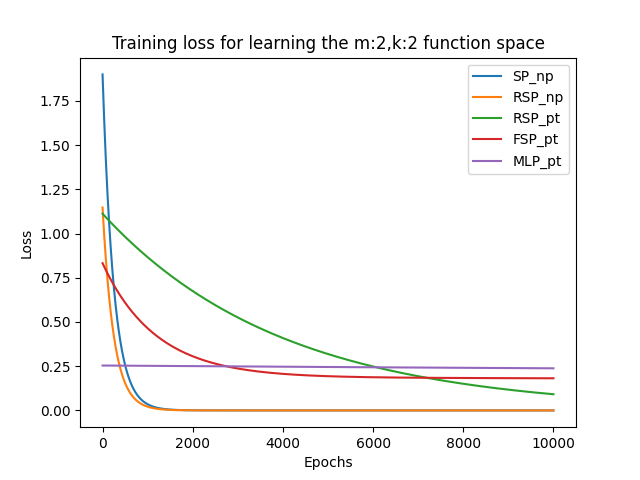 Training loss for learning the m:2,k:2 function space
SP_np
RSP_np
RSP_pt
FSP_pt
MLP_pt
Loss
1.75
1.50
1.25
1.00
0.75
0.50
0.25
0.00
0 2000 4000 6000 8000 10000
Epochs